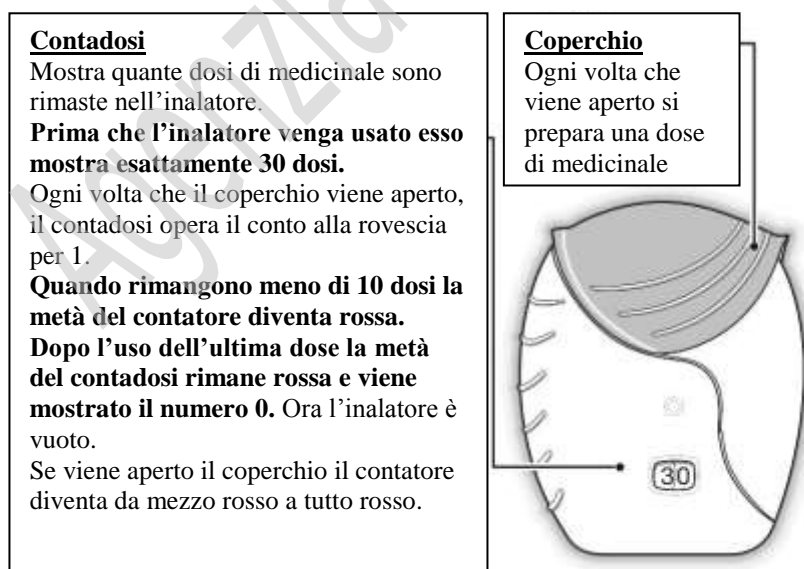 Contadosi
Mostra quante dosi di medicinale sono
rimaste nell’inalatore.
Prima che l’inalatore venga usato esso
mostra esattamente 30 dosi.
Ogni volta che il coperchio viene aperto,
il contadosi opera il conto alla rovescia
per 1.
Quando rimangono meno di 10 dosi la
metà del contatore diventa rossa.
Dopo l’uso dell’ultima dose la metà
del contadosi rimane rossa e viene
mostrato il numero 0. Ora l’inalatore è
vuoto.
Se viene aperto il coperchio il contatore
diventa da mezzo rosso a tutto rosso.
Coperchio
Ogni volta che
viene aperto si
prepara una dose
di medicinale
30
Agenzia